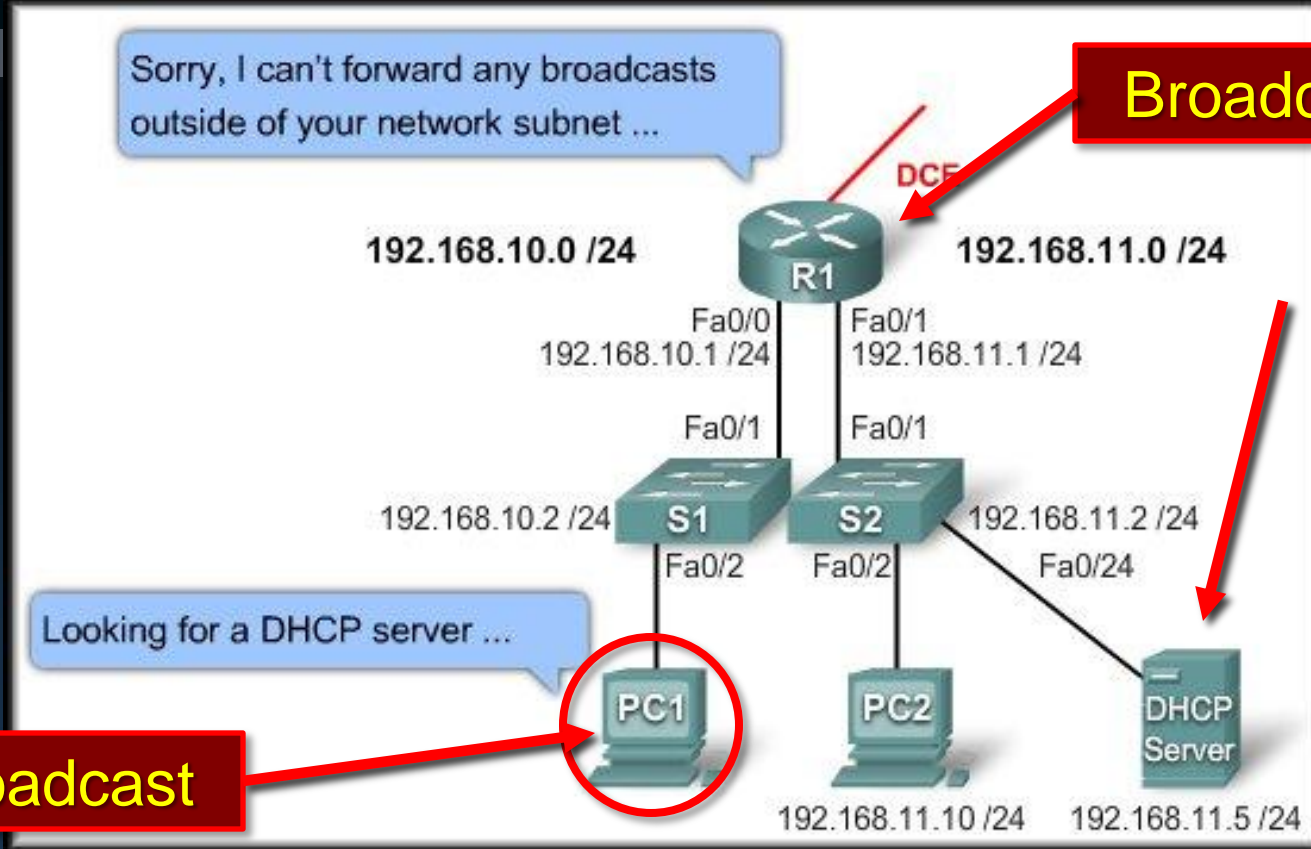 Sorry, I can't forward any broadcasts
outside of your network subnet ...
Broadc
DCE
192.168.10.0 /24
192.168.11.0 /24
R1
Fa0/0
Fa0/1
192.168.10.1 /24
192.168.11.1 /24
Fa0/1
Fa0/1
192.168.10.2 /24
S1
S2
192.168.11.2 /24
Fa0/2
Fa0/2
Fa0/24
Looking for a DHCP server ...
PC1
PC2
DHCP
Server
oadcast
192.168.11.10 /24
192.168.11.5 /24